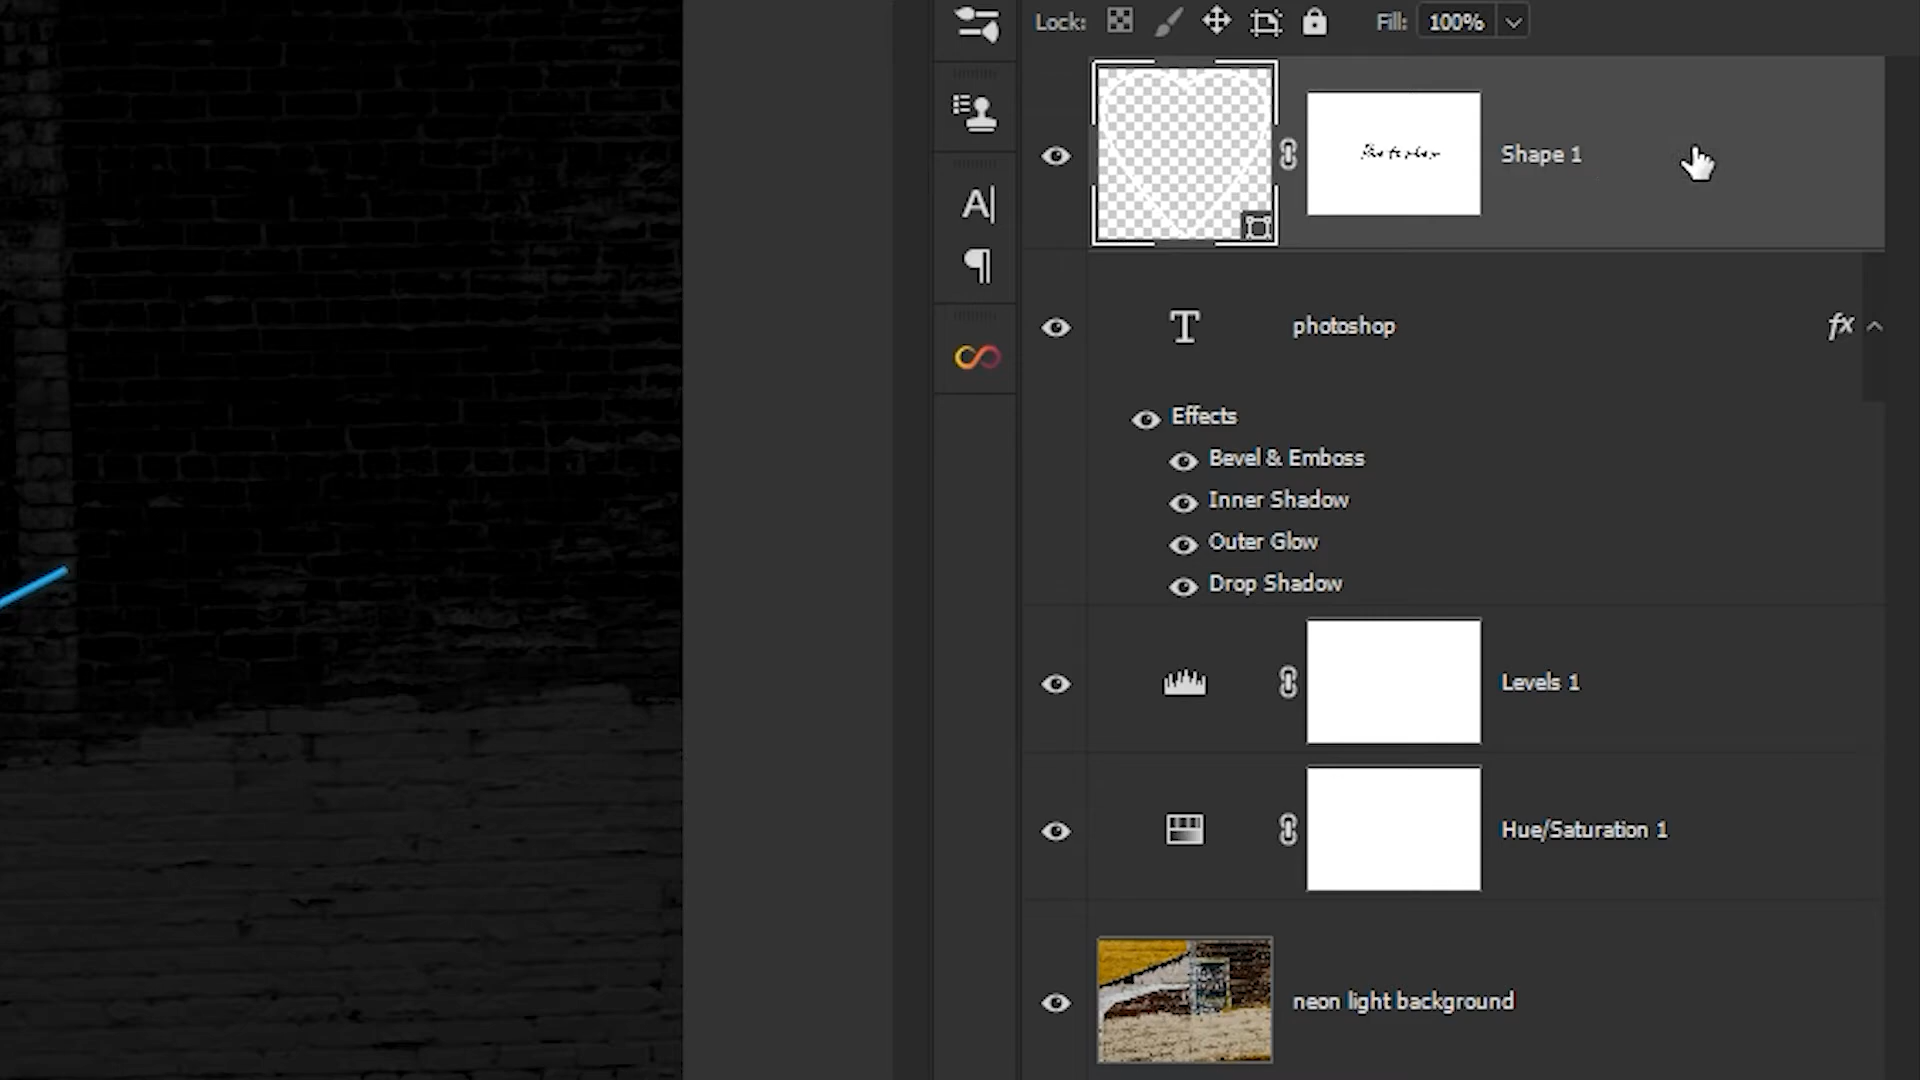 Lock: Fill: 100%
Shape 1
photoshop fx
Effects
Bevel & Emboss
Inner Shadow
Outer Glow
Drop Shadow
Levels 1
Hue/Saturation 1
neon light background